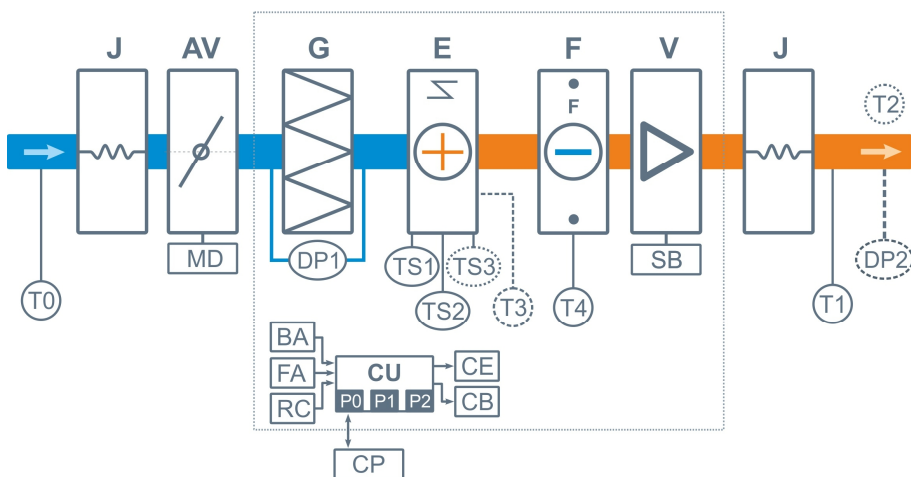 J AV G E F V J
F
T2
MD DP1 TS1 TS3 SB DP2
T0 TS2 T3 T4 T1
BA
CU CE
FA
P0 P1 P2 CB
RC
CP